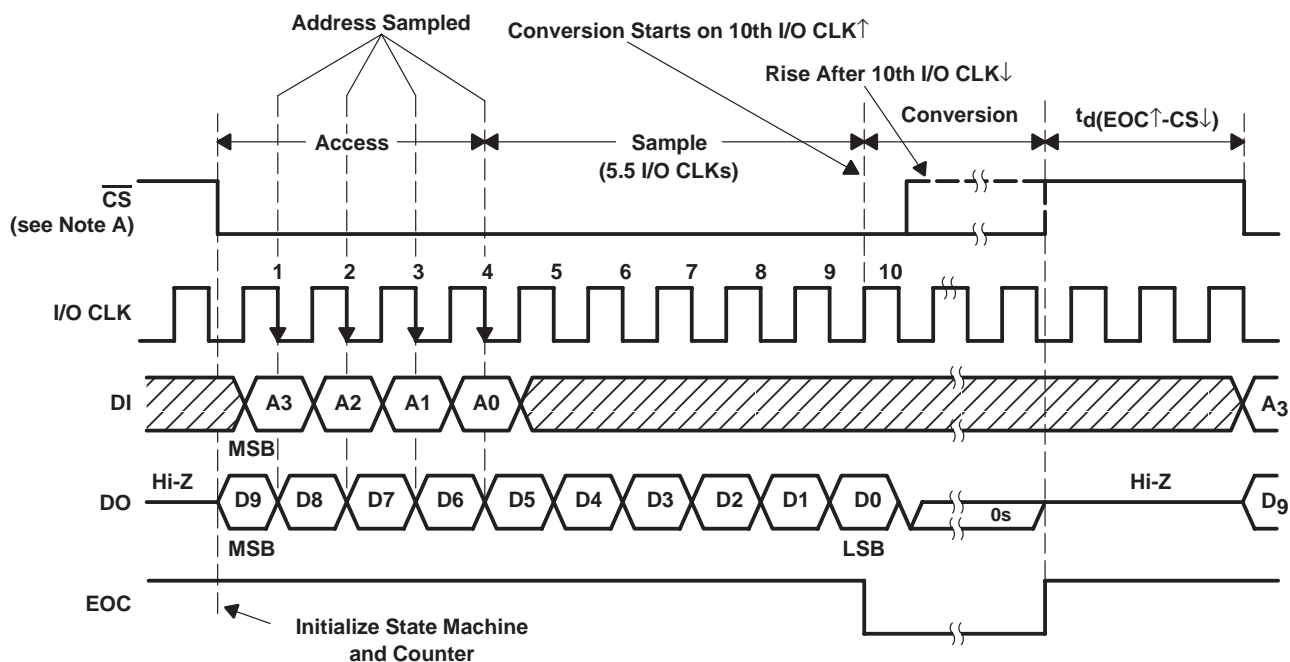 Address Sampled
Conversion Starts on 10th I/O CLK↑
Rise After 10th I/O CLK↓
Access
Sample
(5.5 I/O CLKs)
Conversion
td(EOC↑-CS↓)
CS
(see Note A)
1 2 3 4 5 6 7 8 9 10
I/O CLK
DI A3 A2 A1 A0 A3
MSB
Hi-Z Hi-Z
DO D9 D8 D7 D6 D5 D4 D3 D2 D1 D0 0s D9
MSB LSB
EOC
Initialize State Machine
and Counter